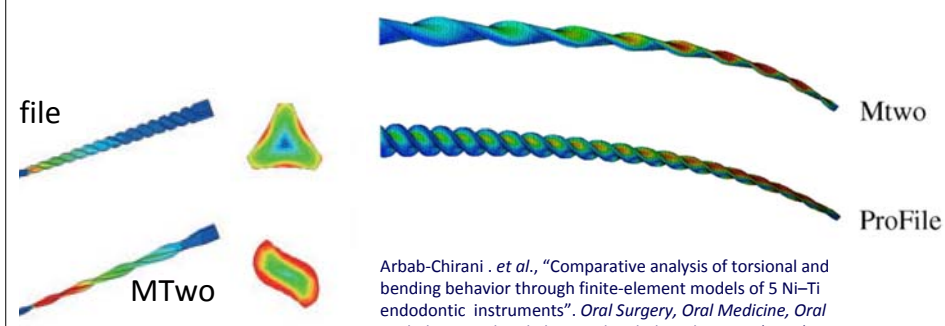 file
MTwo
Mtwo
ProFile
Arbab-Chirani . et al., “Comparative analysis of torsional and
bending behavior through finite-element models of 5 Ni–Ti
endodontic instruments”. Oral Surgery, Oral Medicine, Oral